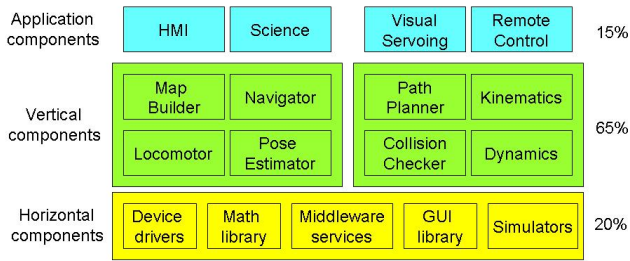 Application components
HMI
Science
Visual Servoing
Remote Control
15%
Vertical components
Map Builder
Navigator
Locomotor
Pose Estimator
Path Planner
Kinematics
Collision Checker
Dynamics
65%
Horizontal components
Device drivers
Math library
Middleware services
GUI library
Simulators
20%